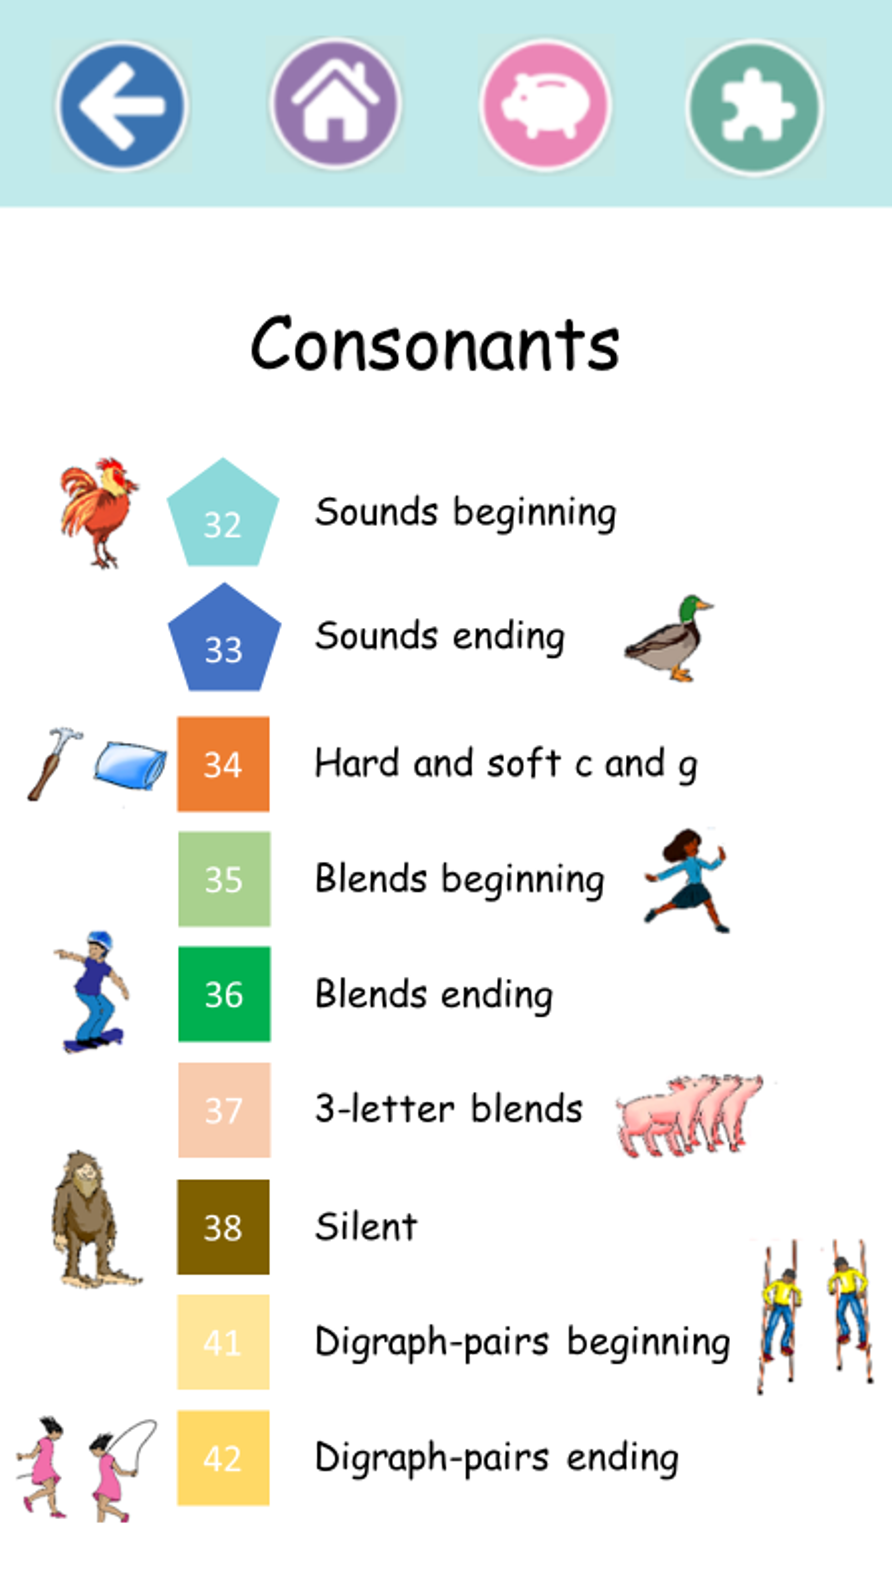 Consonants
32 Sounds beginning
33 Sounds ending
34 Hard and soft c and g
35 Blends beginning
36 Blends ending
37 3-letter blends
38 Silent
41 Digraph-pairs beginning
42 Digraph-pairs ending